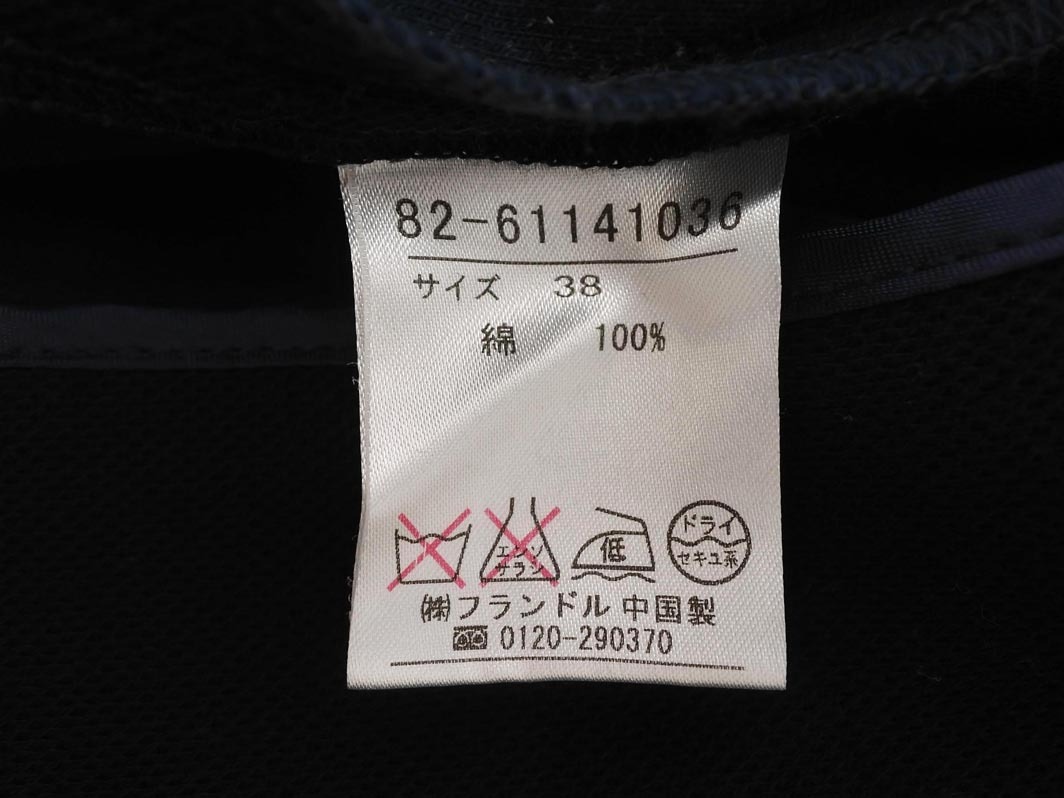 82-61141036
サイズ 38
綿 100%
エンソ
サラシ
低
ドライ
セキユ系
㈱フランドル 中国製
0120-290370